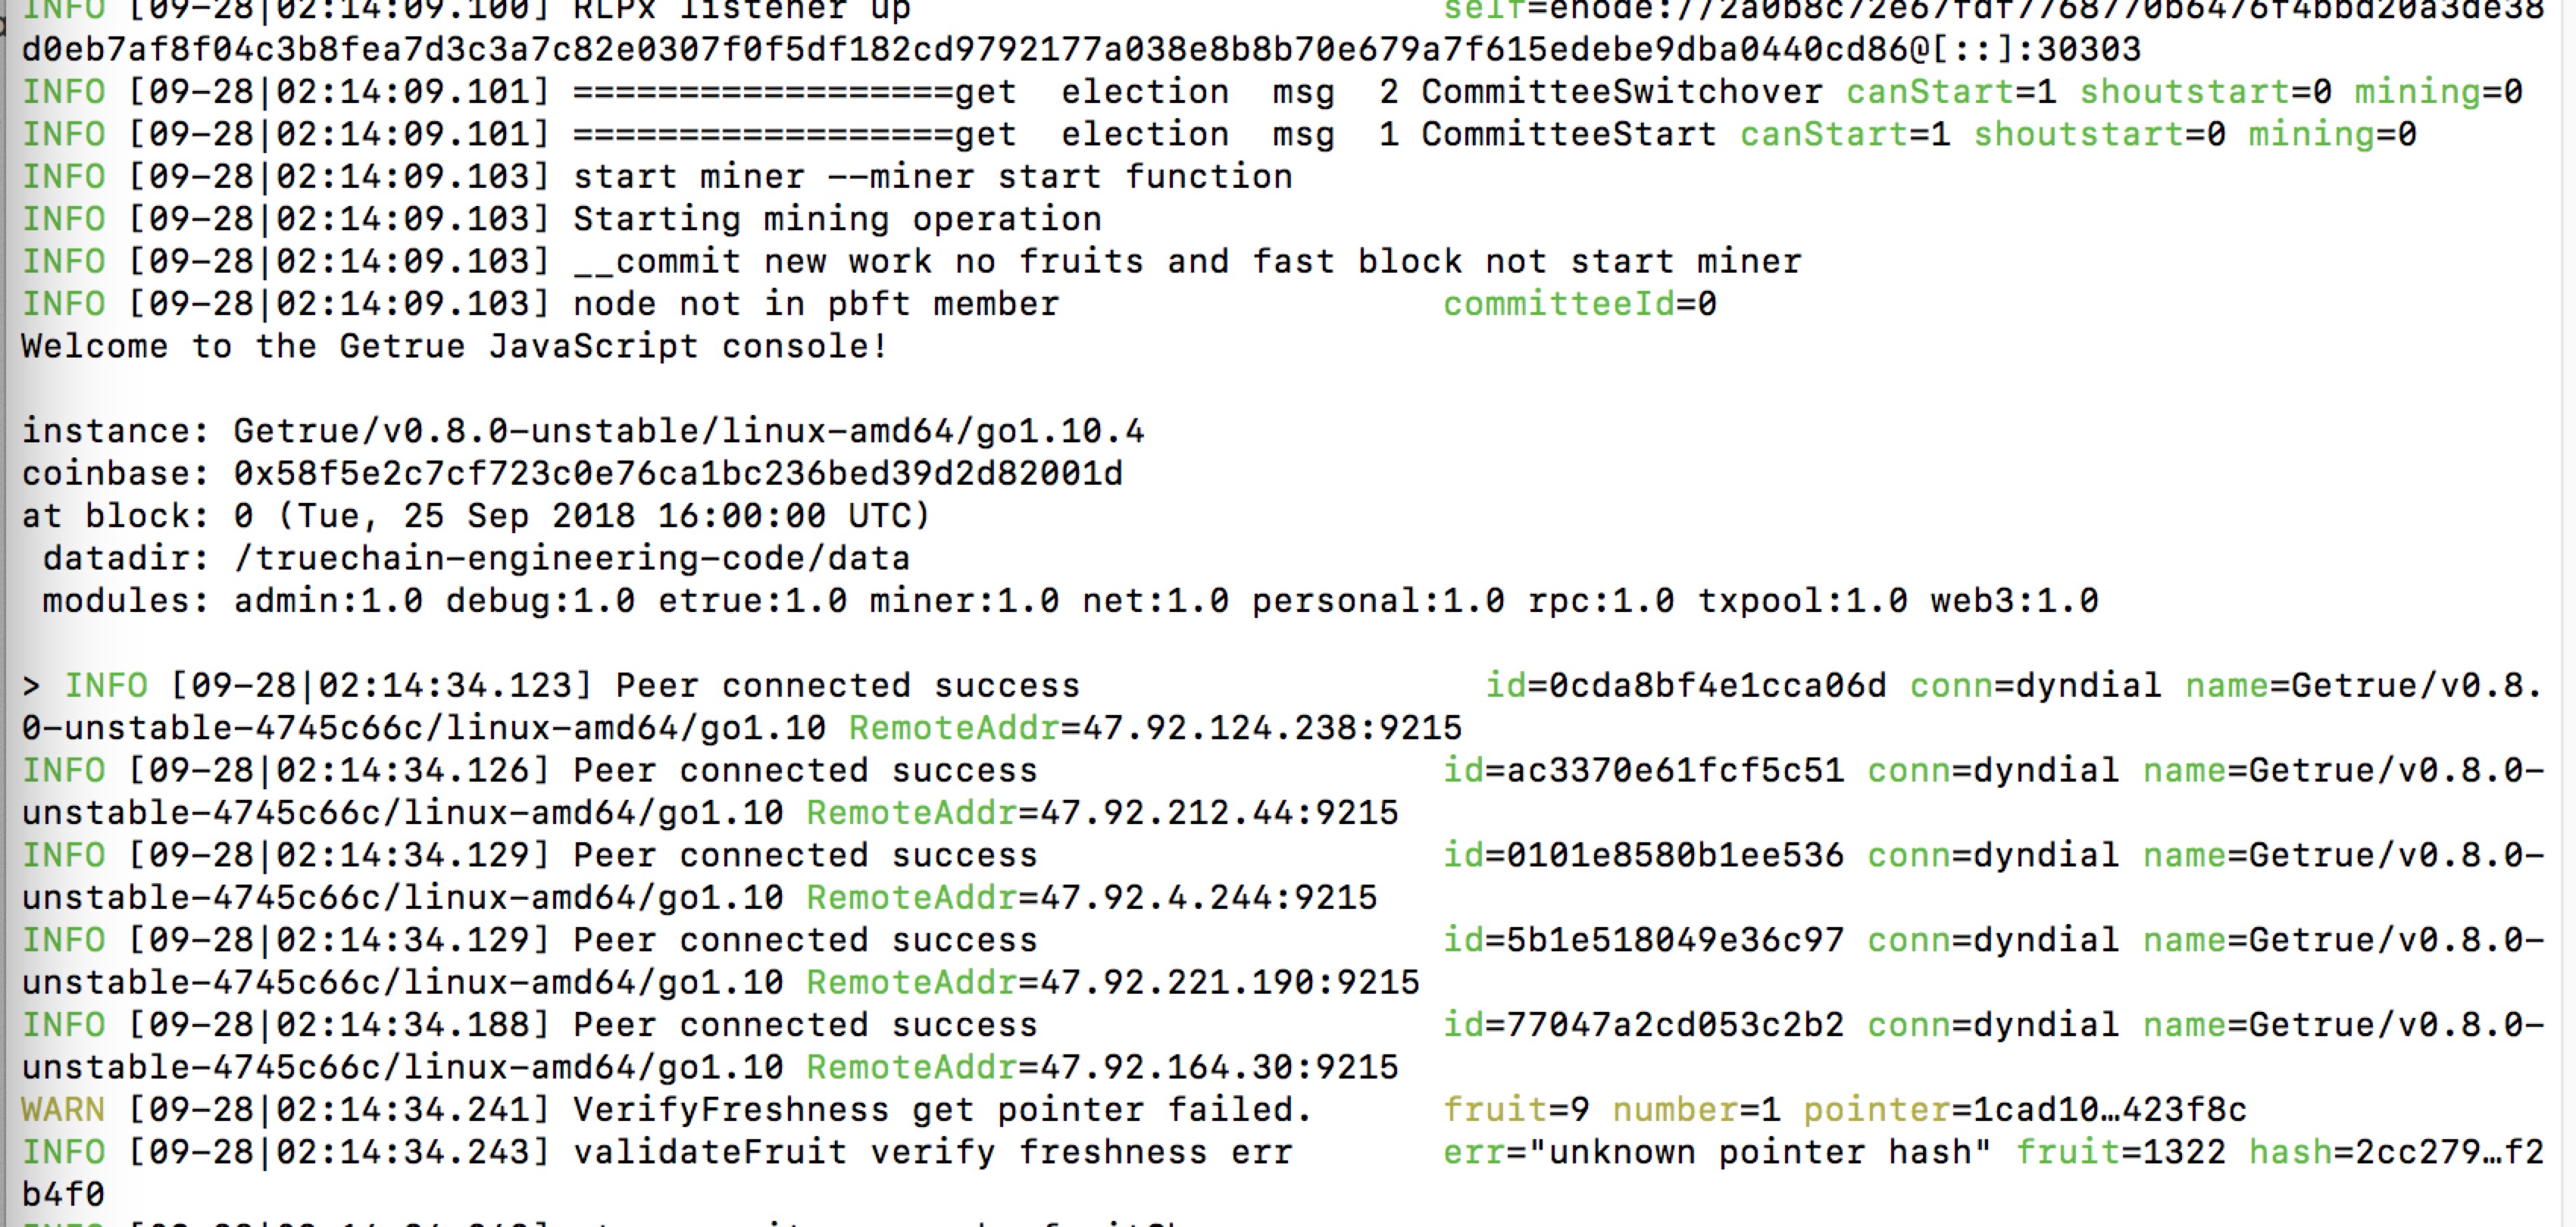 INFO [09-28|02:14:09.100] RLPx listener up self=enode://2a0b8c72e67fdf7768770b6476f4bbd20a3de38
d0eb7af8f04c3b8fea7d3c3a7c82e0307f0f5df182cd9792177a038e8b8b70e679a7f615edebe9dba0440cd86@[::]:30303
INFO [09-28|02:14:09.101] ==================get  election  msg  2 CommitteeSwitchover canStart=1 shoutstart=0 mining=0
INFO [09-28|02:14:09.101] ==================get  election  msg  1 CommitteeStart canStart=1 shoutstart=0 mining=0
INFO [09-28|02:14:09.103] start miner --miner start function
INFO [09-28|02:14:09.103] Starting mining operation
INFO [09-28|02:14:09.103] __commit new work no fruits and fast block not start miner
INFO [09-28|02:14:09.103] node not in pbft member committeeId=0
Welcome to the Getrue JavaScript console!
instance: Getrue/v0.8.0-unstable/linux-amd64/go1.10.4
coinbase: 0x58f5e2c7cf723c0e76ca1bc236bed39d2d82001d
at block: 0 (Tue, 25 Sep 2018 16:00:00 UTC)
datadir: /truechain-engineering-code/data
modules: admin:1.0 debug:1.0 etrue:1.0 miner:1.0 net:1.0 personal:1.0 rpc:1.0 txpool:1.0 web3:1.0
> INFO [09-28|02:14:34.123] Peer connected success id=0cda8bf4e1cca06d conn=dyndial name=Getrue/v0.8.
0-unstable-4745c66c/linux-amd64/go1.10 RemoteAddr=47.92.124.238:9215
INFO [09-28|02:14:34.126] Peer connected success id=ac3370e61fcf5c51 conn=dyndial name=Getrue/v0.8.0-
unstable-4745c66c/linux-amd64/go1.10 RemoteAddr=47.92.212.44:9215
INFO [09-28|02:14:34.129] Peer connected success id=0101e8580b1ee536 conn=dyndial name=Getrue/v0.8.0-
unstable-4745c66c/linux-amd64/go1.10 RemoteAddr=47.92.4.244:9215
INFO [09-28|02:14:34.129] Peer connected success id=5b1e518049e36c97 conn=dyndial name=Getrue/v0.8.0-
unstable-4745c66c/linux-amd64/go1.10 RemoteAddr=47.92.221.190:9215
INFO [09-28|02:14:34.188] Peer connected success id=77047a2cd053c2b2 conn=dyndial name=Getrue/v0.8.0-
unstable-4745c66c/linux-amd64/go1.10 RemoteAddr=47.92.164.30:9215
WARN [09-28|02:14:34.241] VerifyFreshness get pointer failed. fruit=9 number=1 pointer=1cad10…423f8c
INFO [09-28|02:14:34.243] validateFruit verify freshness err err="unknown pointer hash" fruit=1322 hash=2cc279…f2
b4f0